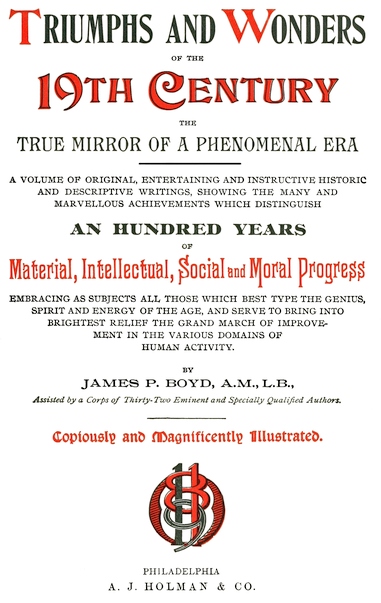 TRIUMPHS AND WONDERS
OF THE
19TH CENTURY
THE
TRUE MIRROR OF A PHENOMENAL ERA
A VOLUME OF ORIGINAL, ENTERTAINING AND INSTRUCTIVE HISTORIC
AND DESCRIPTIVE WRITINGS, SHOWING THE MANY AND
MARVELLOUS ACHIEVEMENTS WHICH DISTINGUISH
AN HUNDRED YEARS
OF
Material, Intellectual, Social and Moral Progress
EMBRACING AS SUBJECTS ALL THOSE WHICH BEST TYPE THE GENIUS,
SPIRIT AND ENERGY OF THE AGE, AND SERVE TO BRING INTO
BRIGHTEST RELIEF THE GRAND MARCH OF IMPROVE-
MENT IN THE VARIOUS DOMAINS OF
HUMAN ACTIVITY.
BY
JAMES P. BOYD, A.M., L.B.,
Assisted by a Corps of Thirty-Two Eminent and Specially Qualified Authors.
Copiously and Magnificently Illustrated.
PHILADELPHIA
A. J. HOLMAN & CO.